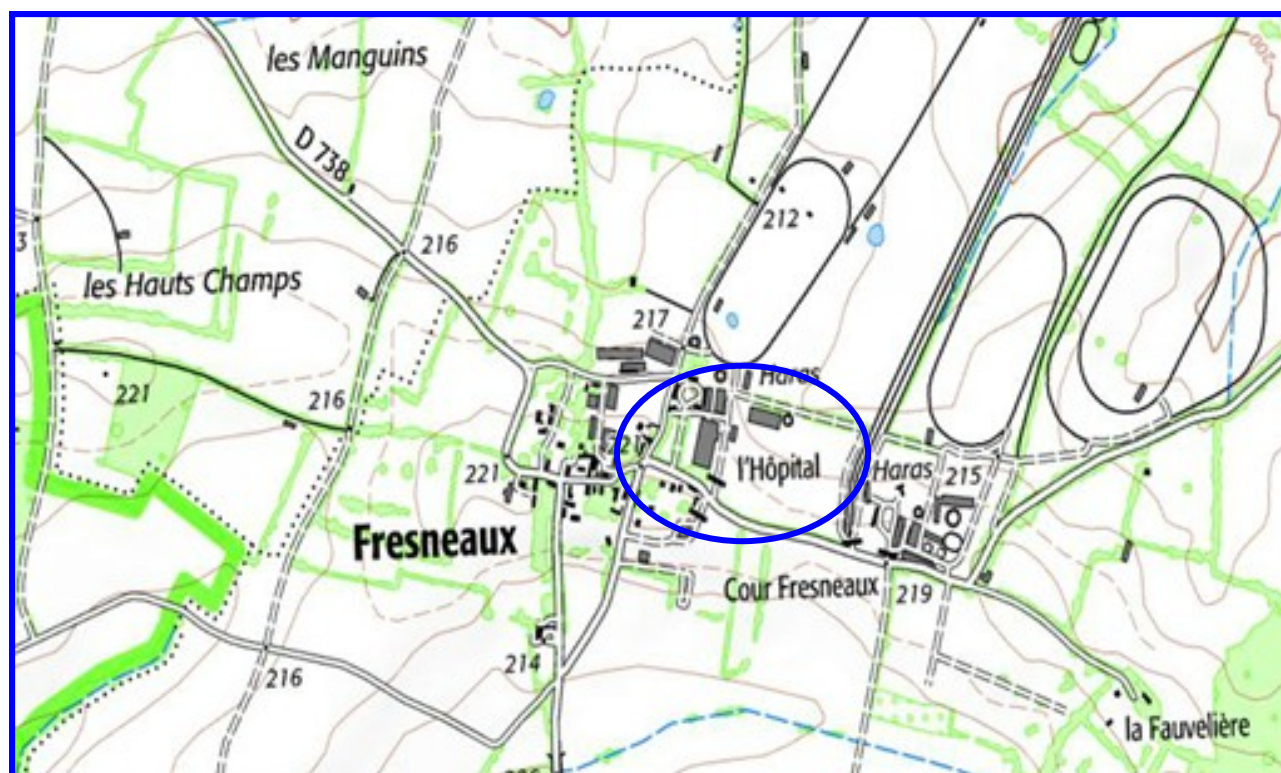 les Manguins
200
D 738
212
216
3
les Hauts Champs
217
Haras
221
216
l'Hôpital
Haras
215
221
Fresneaux
Cour Fresneaux
219
214
216
la Fauvelière